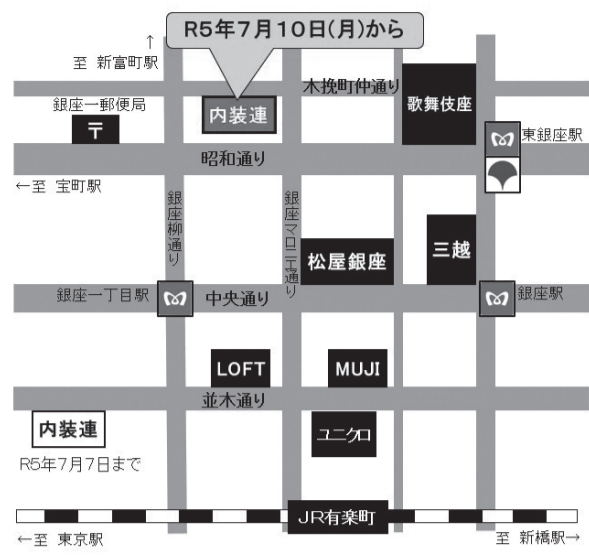 R5年7月10日(月)から
↑
至 新富町駅
木挽町仲通り
銀座一郵便局
〒
内装連
歌舞伎座
東銀座駅
昭和通り
←至 宝町駅
銀座柳通り
銀座マロニエ通り
松屋銀座
三越
銀座一丁目駅
中央通り
銀座駅
LOFT
MUJI
並木通り
内装連
ユニクロ
R5年7月7日まで
JR有楽町
←至 東京駅
至 新橋駅→